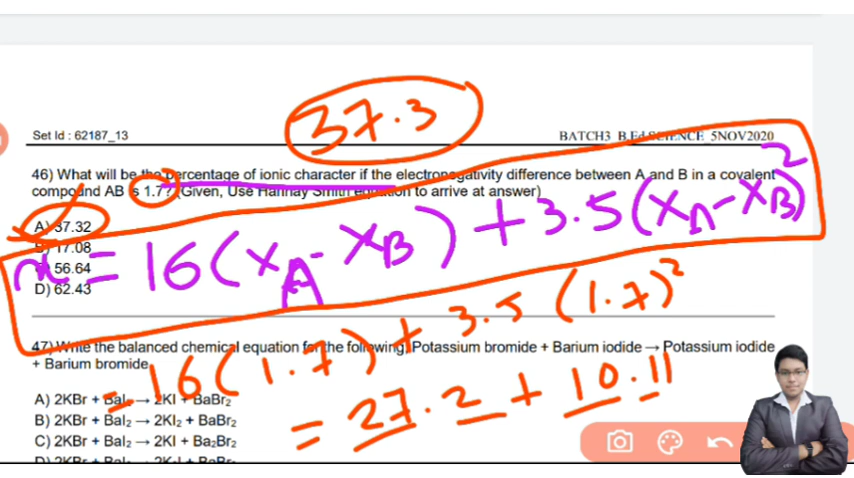 37.3
Set Id : 62187_13 BATCH3 B.Ed SCIENCE 5NOV2020
46) What will be the percentage of ionic character if the electronegativity difference between A and B in a covalent
compound AB is 1.7? (Given, Use Hannay Smith equation to arrive at answer)
A) 37.32
B) 17.08
C) 56.64
D) 62.43
= 16(XA - XB) + 3.5(XA - XB)²
47) Write the balanced chemical equation for the following: Potassium bromide + Barium iodide → Potassium iodide
+ Barium bromide
= 16(1.7) + 3.5(1.7)²
A) 2KBr + BaI₂ → 2KI + BaBr₂
B) 2KBr + BaI₂ → 2KI₂ + BaBr₂
C) 2KBr + BaI₂ → 2KI + Ba₂Br₂
= 27.2 + 10.11